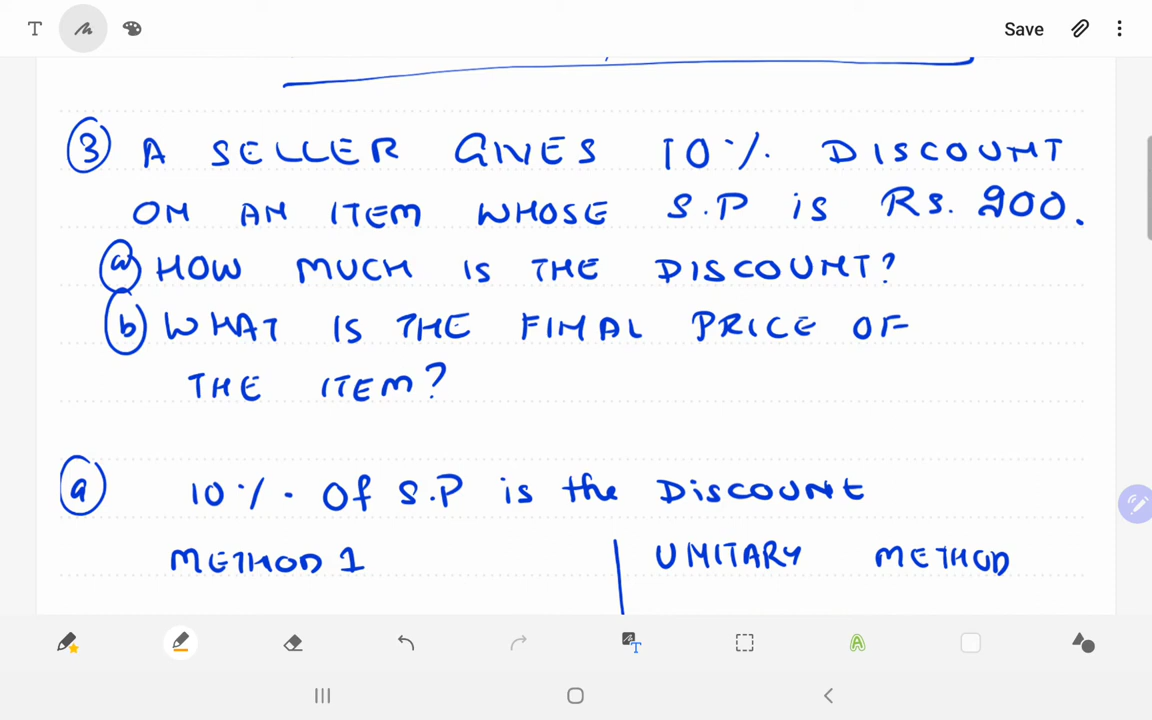 Save
3 A SELLER GIVES 10% DISCOUNT
ON AN ITEM WHOSE S.P is Rs. 200.
a HOW MUCH IS THE DISCOUNT?
b WHAT IS THE FINAL PRICE OF
THE ITEM?
a 10% Of S.P is the DISCOUNT
METHOD 1
UNITARY METHOD